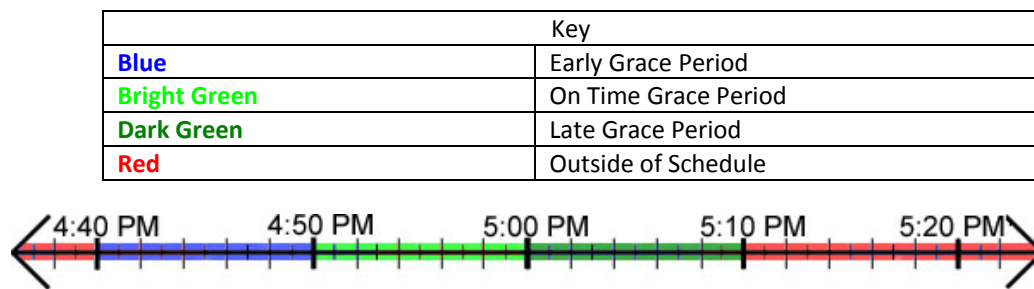 Key
Blue Early Grace Period
Bright Green On Time Grace Period
Dark Green Late Grace Period
Red Outside of Schedule
4:40 PM 4:50 PM 5:00 PM 5:10 PM 5:20 PM